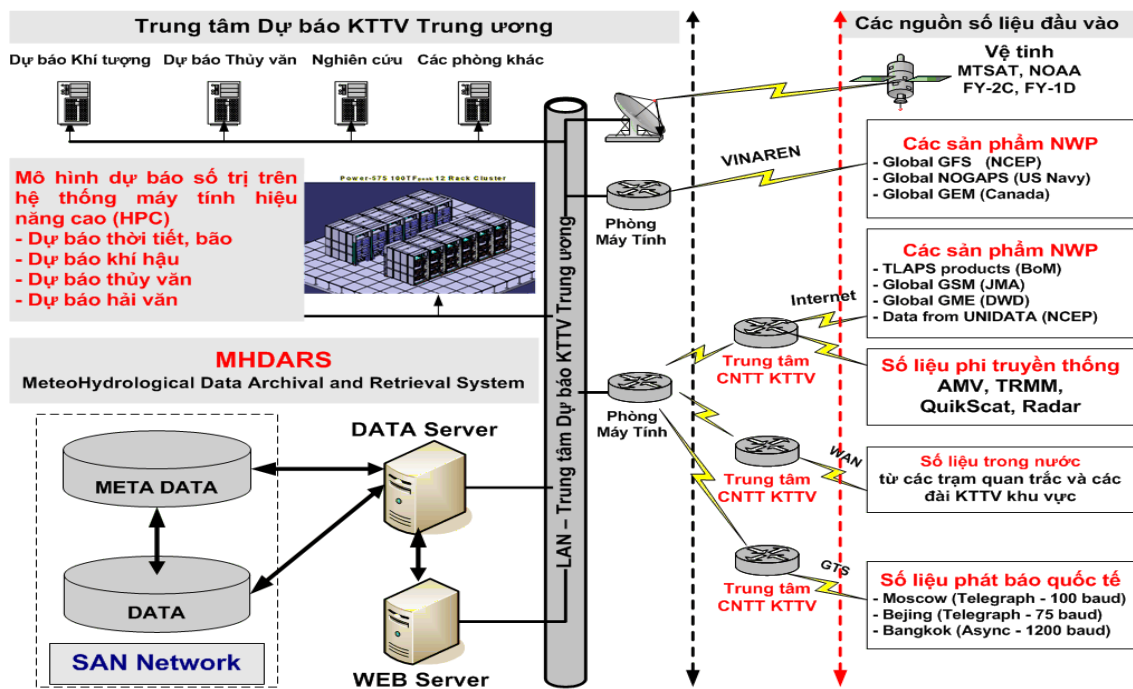 Trung tâm Dự báo KTTV Trung ương
Các nguồn số liệu đầu vào
Dự báo Khí tượng
Dự báo Thủy văn
Nghiên cứu
Các phòng khác
Vệ tinh
MTSAT, NOAA
FY-2C, FY-1D
Mô hình dự báo số trị trên
hệ thống máy tính hiệu
năng cao (HPC)
- Dự báo thời tiết, bão
- Dự báo khí hậu
- Dự báo thủy văn
- Dự báo hải văn
Power-575 100TFpeak 12 Rack Cluster
LAN – Trung tâm Dự báo KTTV Trung ương
VINAREN
Phòng
Máy Tính
Các sản phẩm NWP
- Global GFS (NCEP)
- Global NOGAPS (US Navy)
- Global GEM (Canada)
Các sản phẩm NWP
- TLAPS products (BoM)
- Global GSM (JMA)
- Global GME (DWD)
- Data from UNIDATA (NCEP)
Internet
Trung tâm
CNTT KTTV
Số liệu phi truyền thống
AMV, TRMM,
QuikScat, Radar
MHDARS
MeteoHydrological Data Archival and Retrieval System
Phòng
Máy Tính
DATA Server
META DATA
DATA
SAN Network
WEB Server
WAN
Trung tâm
CNTT KTTV
Số liệu trong nước
từ các trạm quan trắc và các
đài KTTV khu vực
GTS
Trung tâm
CNTT KTTV
Số liệu phát báo quốc tế
- Moscow (Telegraph - 100 baud)
- Bejing (Telegraph - 75 baud)
- Bangkok (Async - 1200 baud)